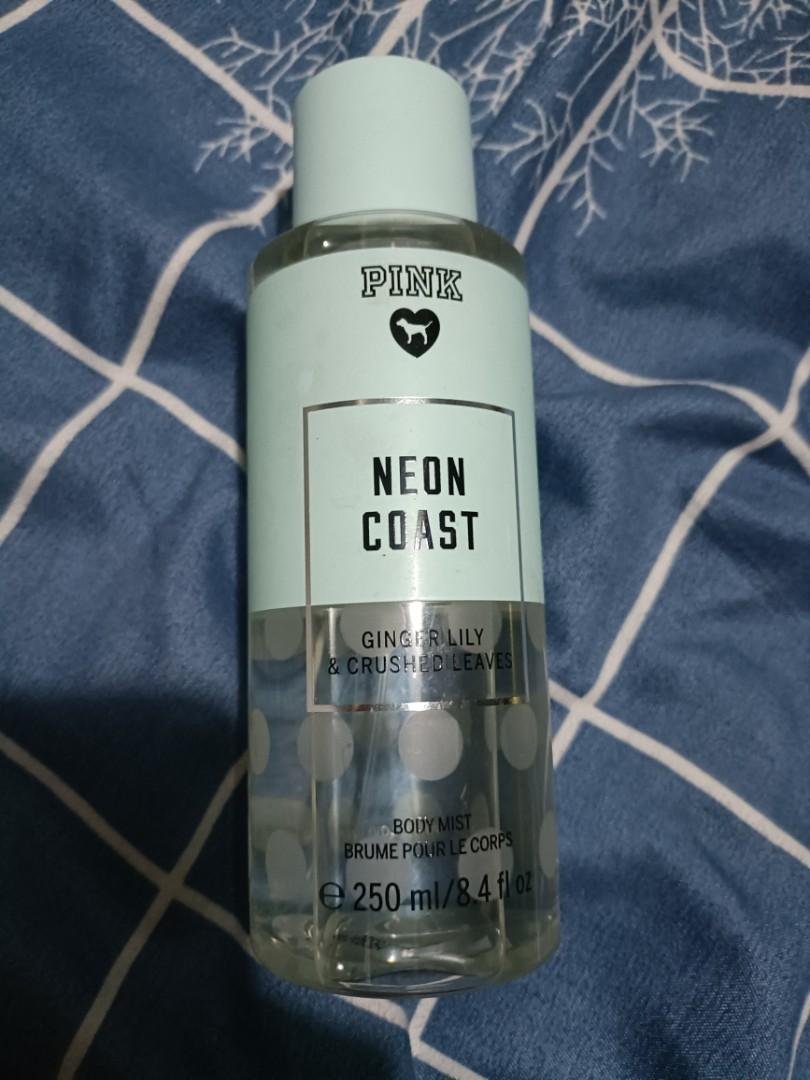 PINK
NEON
COAST
GINGER LILY
& CRUSHED LEAVES
BODY MIST
BRUME POUR LE CORPS
℮ 250 ml/8.4 fl oz